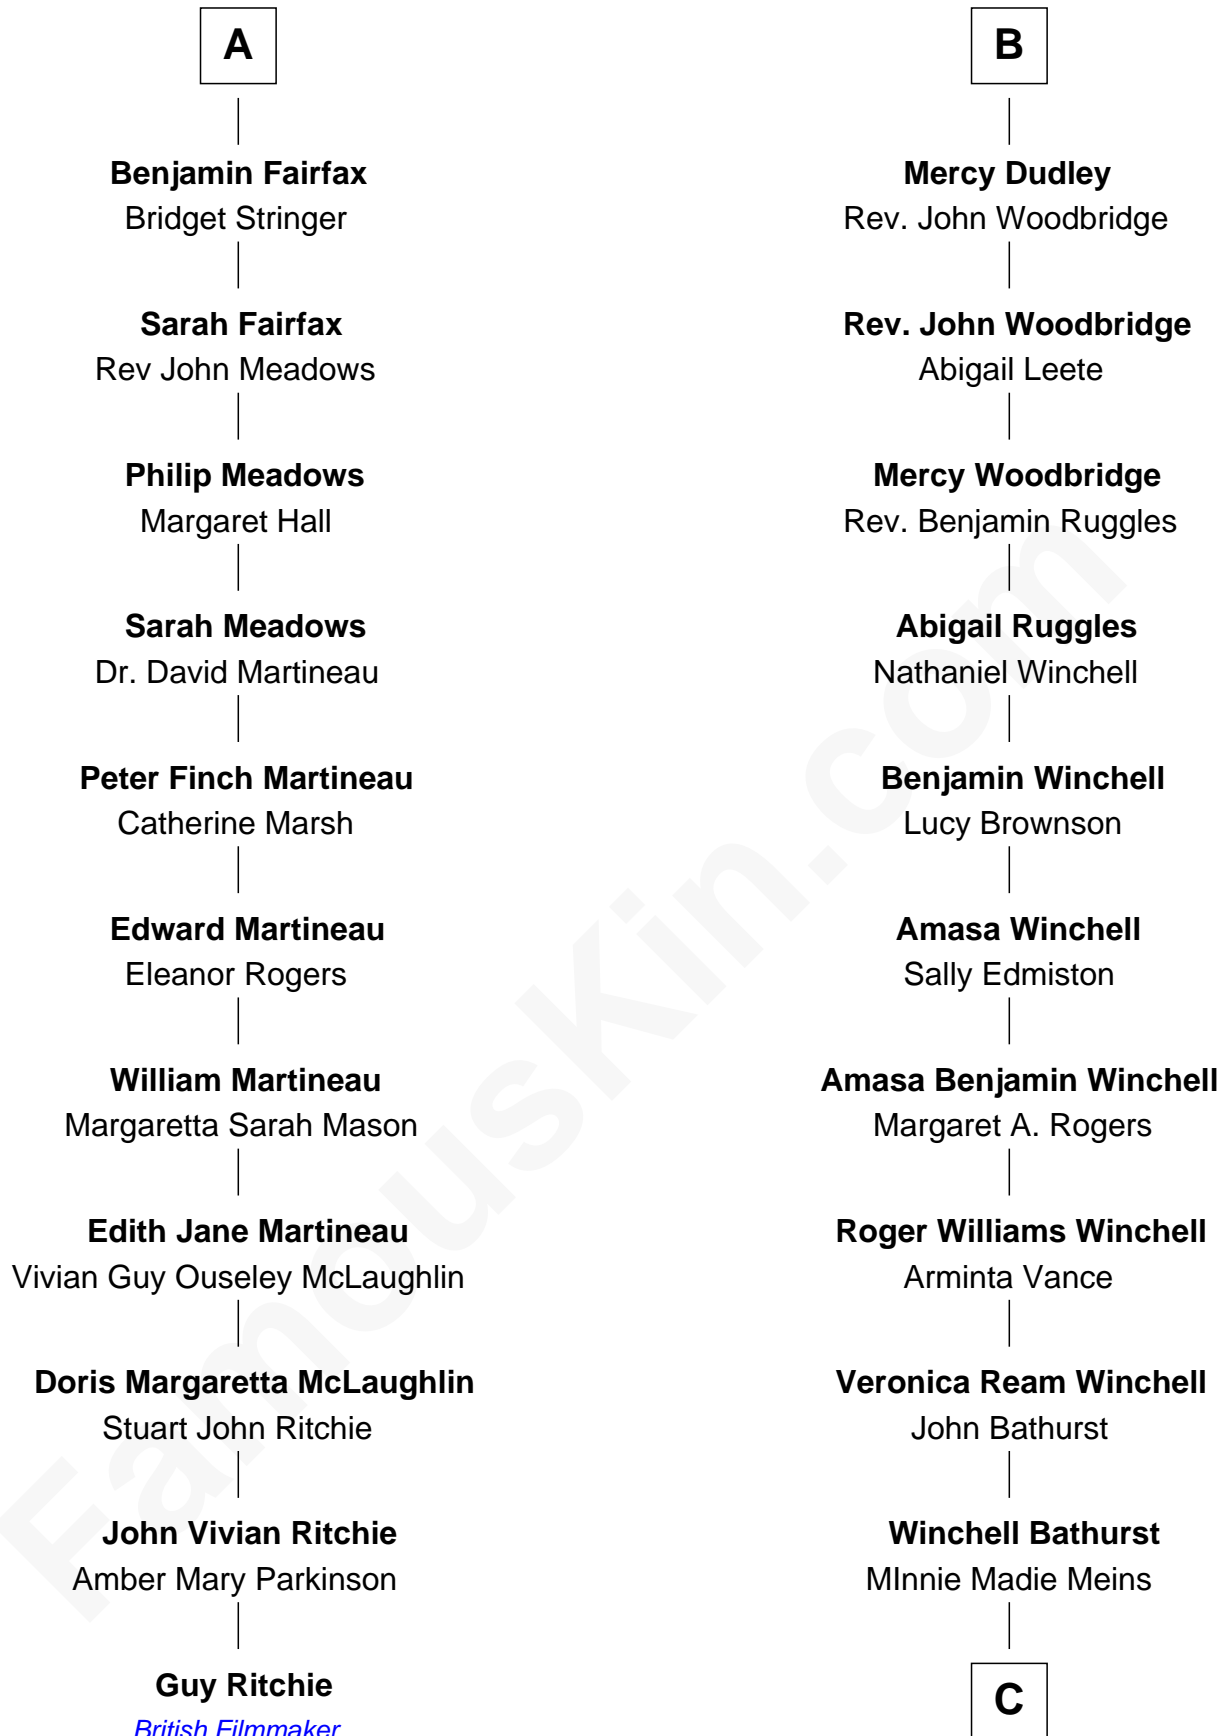 A
Benjamin Fairfax
Bridget Stringer
Sarah Fairfax
Rev John Meadows
Philip Meadows
Margaret Hall
Sarah Meadows
Dr. David Martineau
Peter Finch Martineau
Catherine Marsh
Edward Martineau
Eleanor Rogers
William Martineau
Margaretta Sarah Mason
Edith Jane Martineau
Vivian Guy Ouseley McLaughlin
Doris Margaretta McLaughlin
Stuart John Ritchie
John Vivian Ritchie
Amber Mary Parkinson
Guy Ritchie
British Filmmaker
B
Mercy Dudley
Rev. John Woodbridge
Rev. John Woodbridge
Abigail Leete
Mercy Woodbridge
Rev. Benjamin Ruggles
Abigail Ruggles
Nathaniel Winchell
Benjamin Winchell
Lucy Brownson
Amasa Winchell
Sally Edmiston
Amasa Benjamin Winchell
Margaret A. Rogers
Roger Williams Winchell
Arminta Vance
Veronica Ream Winchell
John Bathurst
Winchell Bathurst
MInnie Madie Meins
C
FamousKin.com